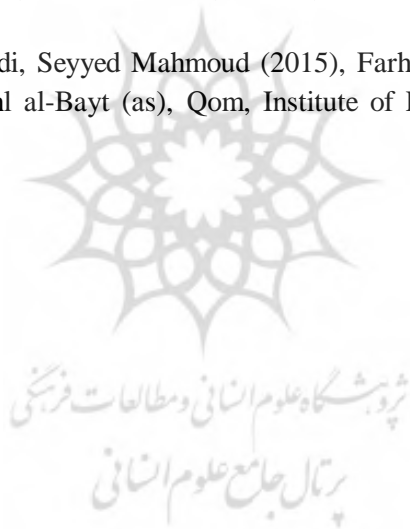 di, Seyyed Mahmoud (2015), Farh
al-Bayt (as), Qom, Institute of
پژوهشگاه علوم انسانی و مطالعات فرهنگی
پرتال جامع علوم انسانی